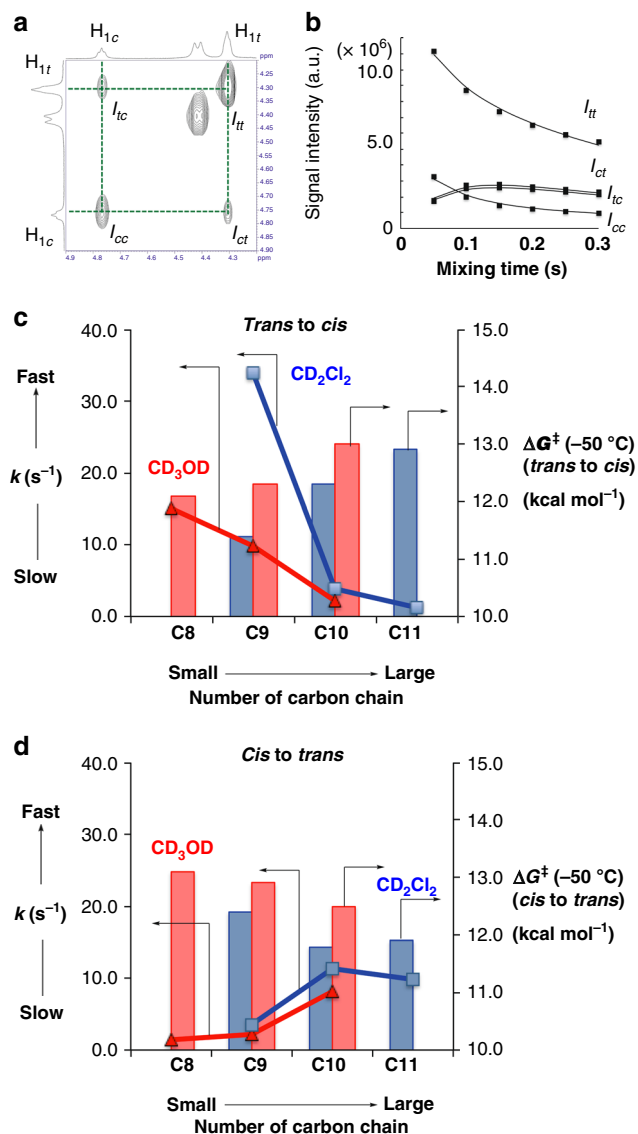 a
H1c
H1t
ppm
H1t
4.25
4.30
4.35
4.40
4.45
4.50
4.55
4.60
4.65
4.70
4.75
4.80
4.85
4.90
Itc
Itt
Icc
Ict
H1c
4.9 4.8 4.7 4.6 4.5 4.4 4.3
ppm
b
(× 10⁶)
10.0
5.0
0
Signal intensity (a.u.)
Itt
Ict
Itc
Icc
0 0.1 0.2 0.3
Mixing time (s)
c
Trans to cis
40.0
30.0
20.0
10.0
0.0
Fast
k (s⁻¹)
Slow
CD₃OD
CD₂Cl₂
15.0
14.0
13.0
12.0
11.0
10.0
ΔG‡ (–50 °C)
(trans to cis)
(kcal mol⁻¹)
C8 C9 C10 C11
Small Large
Number of carbon chain
d
Cis to trans
40.0
30.0
20.0
10.0
0.0
Fast
k (s⁻¹)
Slow
CD₃OD
CD₂Cl₂
15.0
14.0
13.0
12.0
11.0
10.0
ΔG‡ (–50 °C)
(cis to trans)
(kcal mol⁻¹)
C8 C9 C10 C11
Small Large
Number of carbon chain